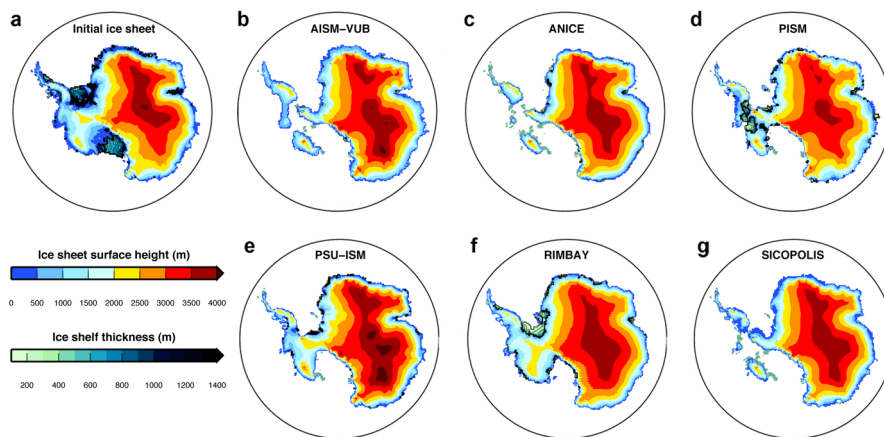 a
Initial ice sheet
b
AISM–VUB
c
ANICE
d
PISM
Ice sheet surface height (m)
0 500 1000 1500 2000 2500 3000 3500 4000
Ice shelf thickness (m)
200 400 600 800 1000 1200 1400
e
PSU–ISM
f
RIMBAY
g
SICOPOLIS